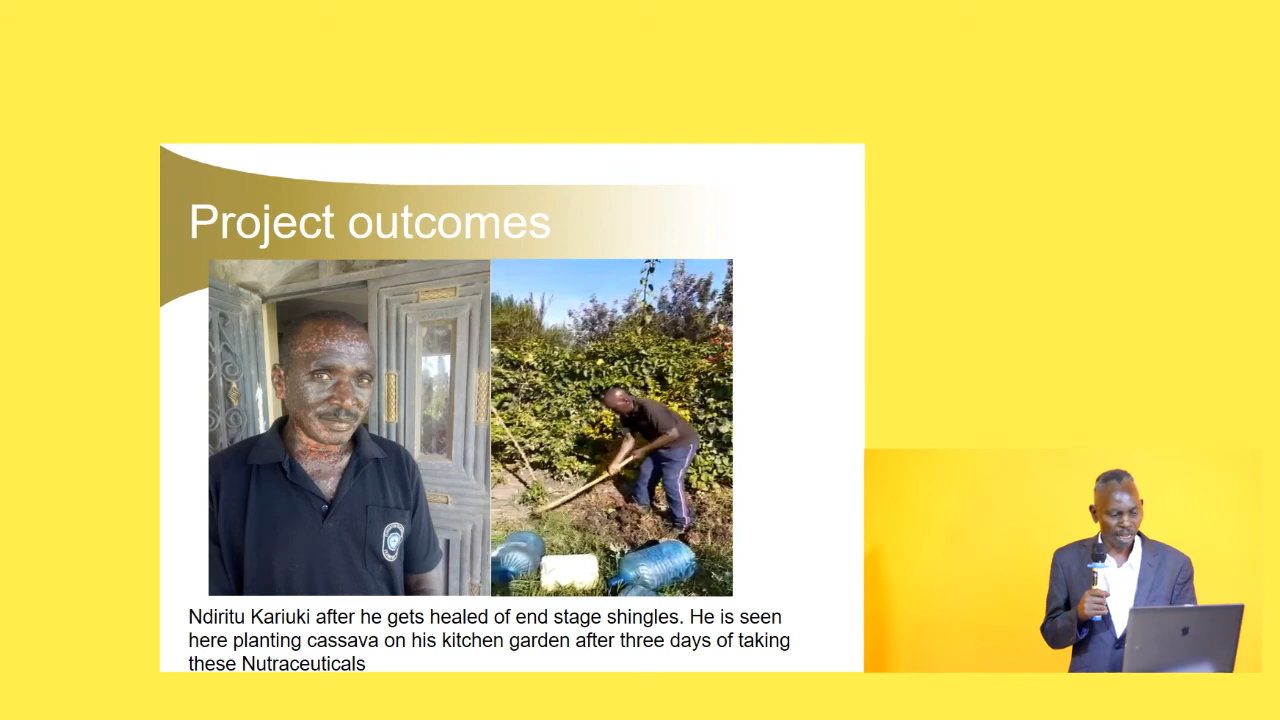 Project outcomes
Ndiritu Kariuki after he gets healed of end stage shingles. He is seen
here planting cassava on his kitchen garden after three days of taking
these Nutraceuticals